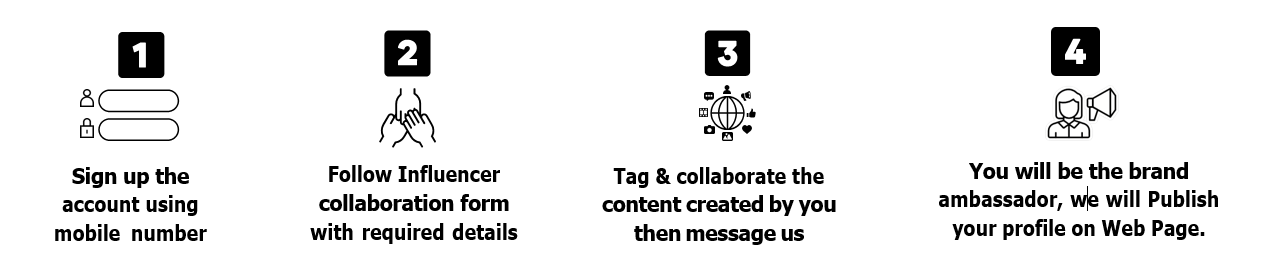 1
Sign up the
account using
mobile number
2
Follow Influencer
collaboration form
with required details
3
Tag & collaborate the
content created by you
then message us
4
You will be the brand
ambassador, we will Publish
your profile on Web Page.